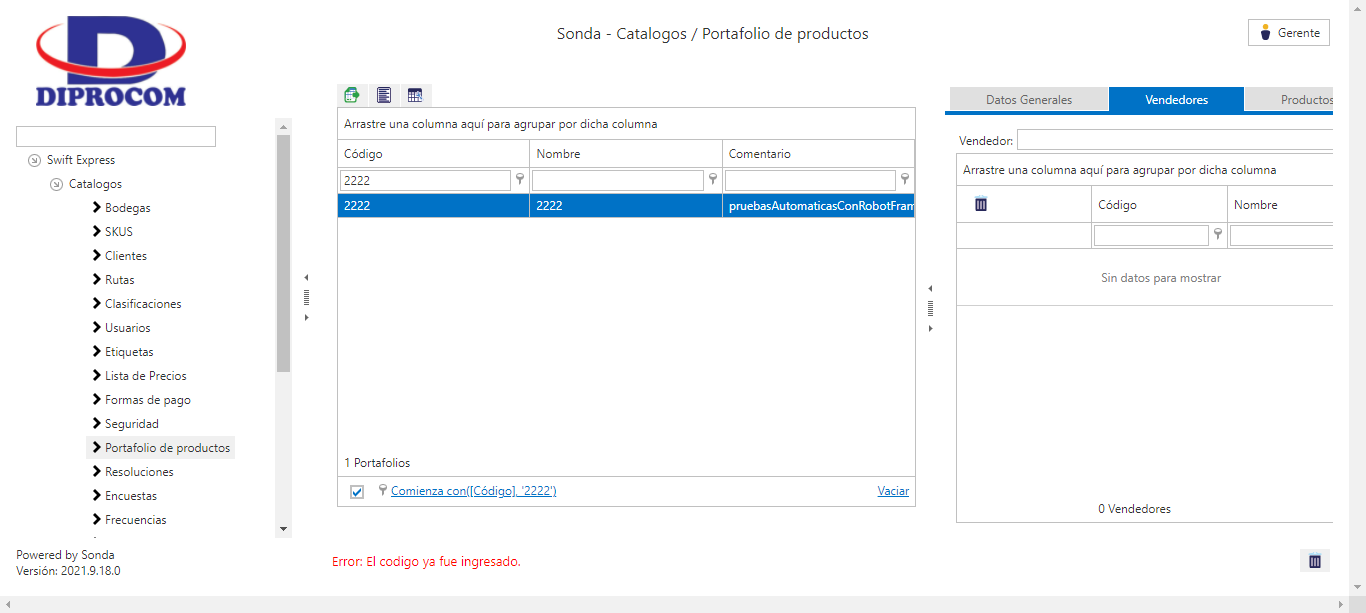 Sonda - Catalogos / Portafolio de productos
Gerente
DIPROCOM
Swift Express
Catalogos
Bodegas
SKUS
Clientes
Rutas
Clasificaciones
Usuarios
Etiquetas
Lista de Precios
Formas de pago
Seguridad
Portafolio de productos
Resoluciones
Encuestas
Frecuencias
Powered by Sonda
Versión: 2021.9.18.0
Arrastre una columna aquí para agrupar por dicha columna
Código Nombre Comentario
2222
2222 2222 pruebasAutomaticasConRobotFram
1 Portafolios
Comienza con([Código], '2222') Vaciar
Error: El codigo ya fue ingresado.
Datos Generales Vendedores Productos
Vendedor:
Arrastre una columna aquí para agrupar por dicha columna
Código Nombre
Sin datos para mostrar
0 Vendedores